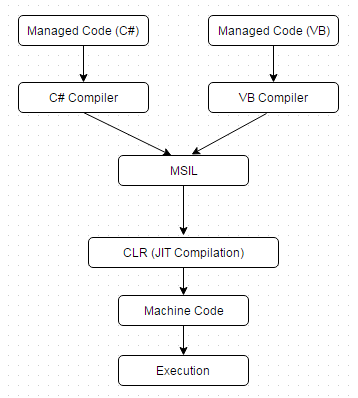 Managed Code (C#)
Managed Code (VB)
C# Compiler
VB Compiler
MSIL
CLR (JIT Compilation)
Machine Code
Execution